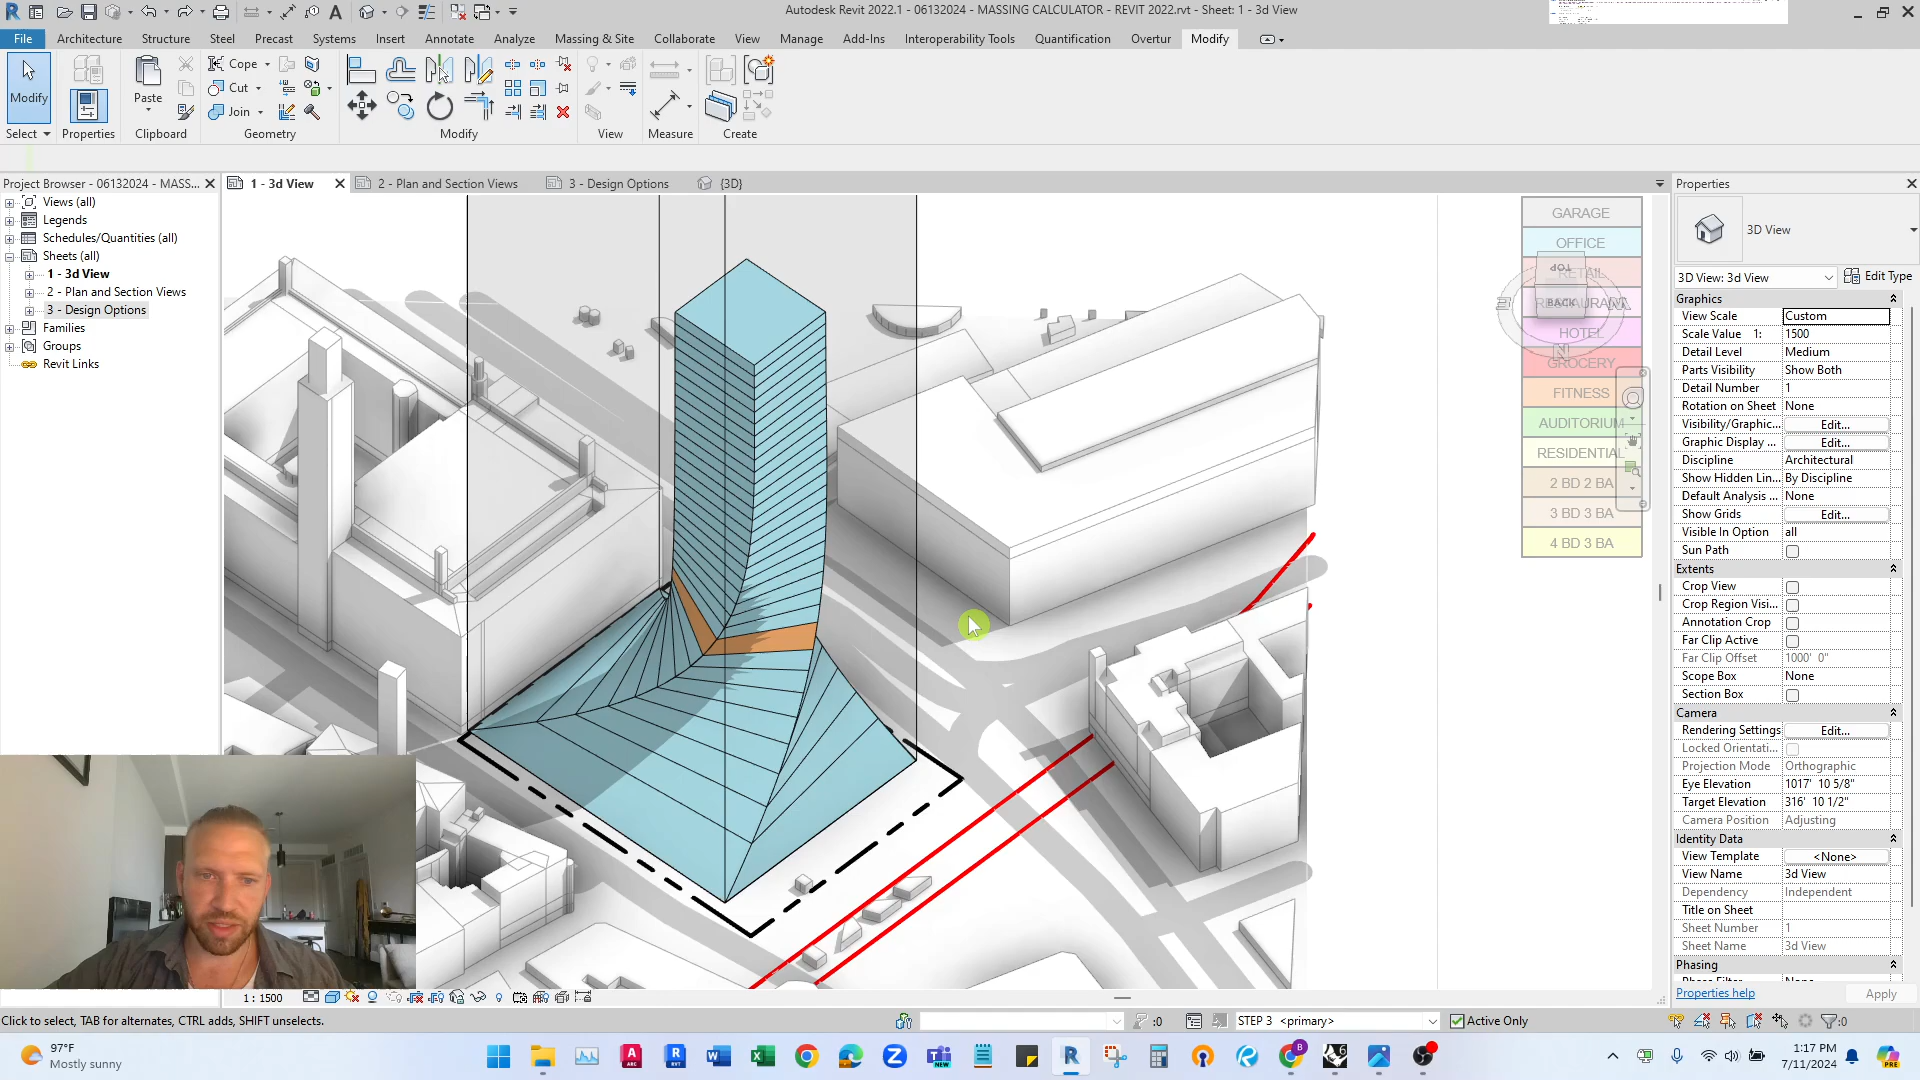 Autodesk Revit 2022.1 - 06132024 - MASSING CALCULATOR - REVIT 2022.rvt - Sheet: 1 - 3d View
File Architecture Structure Steel Precast Systems Insert Annotate Analyze Massing & Site Collaborate View Manage Add-Ins Interoperability Tools Quantification Overtur Modify
Modify
Paste
Cope
Cut
Join
Select Properties Clipboard Geometry Modify View Measure Create
Project Browser - 06132024 - MASS...
1 - 3d View
2 - Plan and Section Views
3 - Design Options
{3D}
Views (all)
Legends
Schedules/Quantities (all)
Sheets (all)
1 - 3d View
2 - Plan and Section Views
3 - Design Options
Families
Groups
Revit Links
GARAGE
OFFICE
RETAIL
RESTAURANT
HOTEL
GROCERY
FITNESS
AUDITORIUM
RESIDENTIAL
2 BD 2 BA
3 BD 3 BA
4 BD 3 BA
TOP
BACK
N
Properties
3D View
3D View: 3d View
Edit Type
Graphics
View Scale Custom
Scale Value 1: 1500
Detail Level Medium
Parts Visibility Show Both
Detail Number 1
Rotation on Sheet None
Visibility/Graphic... Edit...
Graphic Display ... Edit...
Discipline Architectural
Show Hidden Lin... By Discipline
Default Analysis ... None
Show Grids Edit...
Visible In Option all
Sun Path
Extents
Crop View
Crop Region Visi...
Annotation Crop
Far Clip Active
Far Clip Offset 1000' 0"
Scope Box None
Section Box
Camera
Rendering Settings Edit...
Locked Orientati...
Projection Mode Orthographic
Eye Elevation 1017' 10 5/8"
Target Elevation 316' 10 1/2"
Camera Position Adjusting
Identity Data
View Template <None>
View Name 3d View
Dependency Independent
Title on Sheet
Sheet Number 1
Sheet Name 3d View
Phasing
Properties help
Apply
1 : 1500
Click to select, TAB for alternates, CTRL adds, SHIFT unselects.
:0
STEP 3 <primary>
Active Only
:0
97°F
Mostly sunny
1:17 PM
7/11/2024